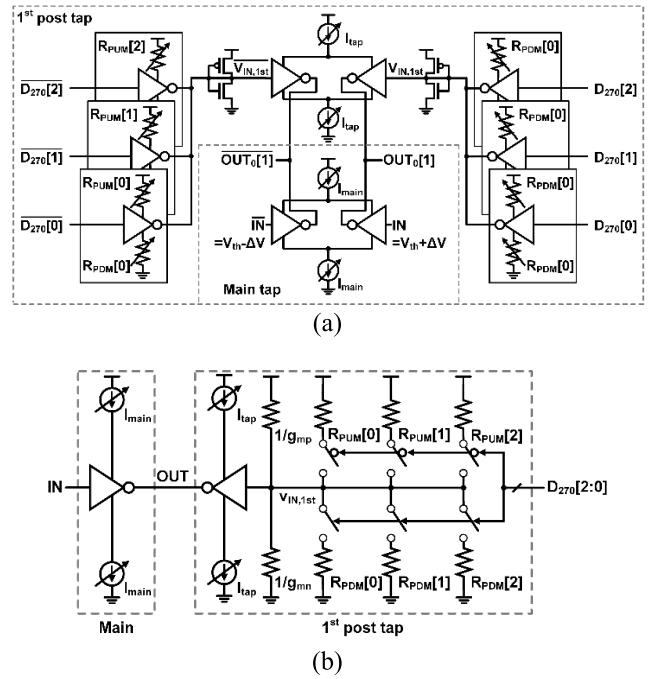 1st post tap
RPUM[2]
Itap
VIN,1st
VIN,1st
RPDM[0]
D270[2]
D270[2]
RPUM[1]
Itap
RPDM[0]
D270[1]
OUT0[1]
OUT0[1]
D270[1]
RPUM[0]
Imain
RPDM[0]
D270[0]
IN
IN
D270[0]
=Vth-ΔV
=Vth+ΔV
RPDM[0]
Imain
RPDM[0]
Main tap
(a)
Imain
Itap
1/gmp
RPUM[0]
RPUM[1]
RPUM[2]
IN
OUT
VIN,1st
D270[2:0]
Imain
Itap
1/gmn
RPDM[0]
RPDM[1]
RPDM[2]
Main
1st post tap
(b)